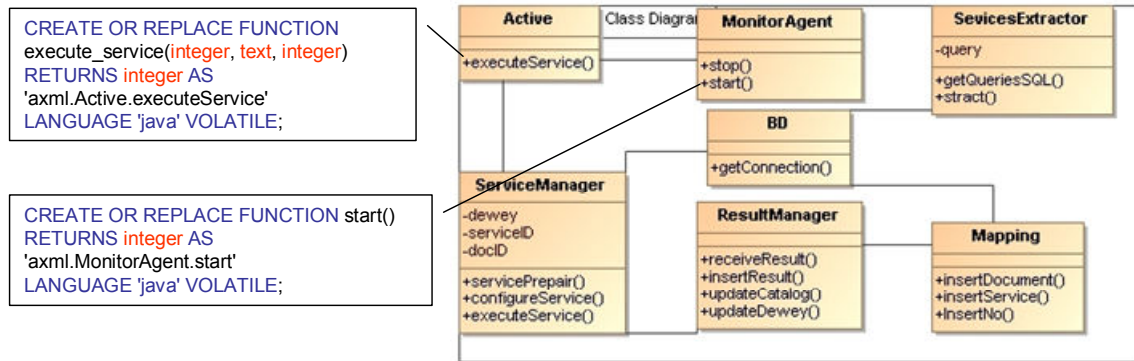 CREATE OR REPLACE FUNCTION
execute_service(integer, text, integer)
RETURNS integer AS
'axml.Active.executeService'
LANGUAGE 'java' VOLATILE;
CREATE OR REPLACE FUNCTION start()
RETURNS integer AS
'axml.MonitorAgent.start'
LANGUAGE 'java' VOLATILE;
Active
+executeService()
Class Diagra
MonitorAgent
+stop()
+start()
SevicesExtractor
-query
+getQueriesSQL()
+stract()
BD
+getConnection()
ServiceManager
-dewey
-serviceID
-docID
+servicePrepair()
+configureService()
+executeService()
ResultManager
+receiveResult()
+insertResult()
+updateCatalog()
+updateDewey()
Mapping
+insertDocument()
+insertService()
+InsertNo()